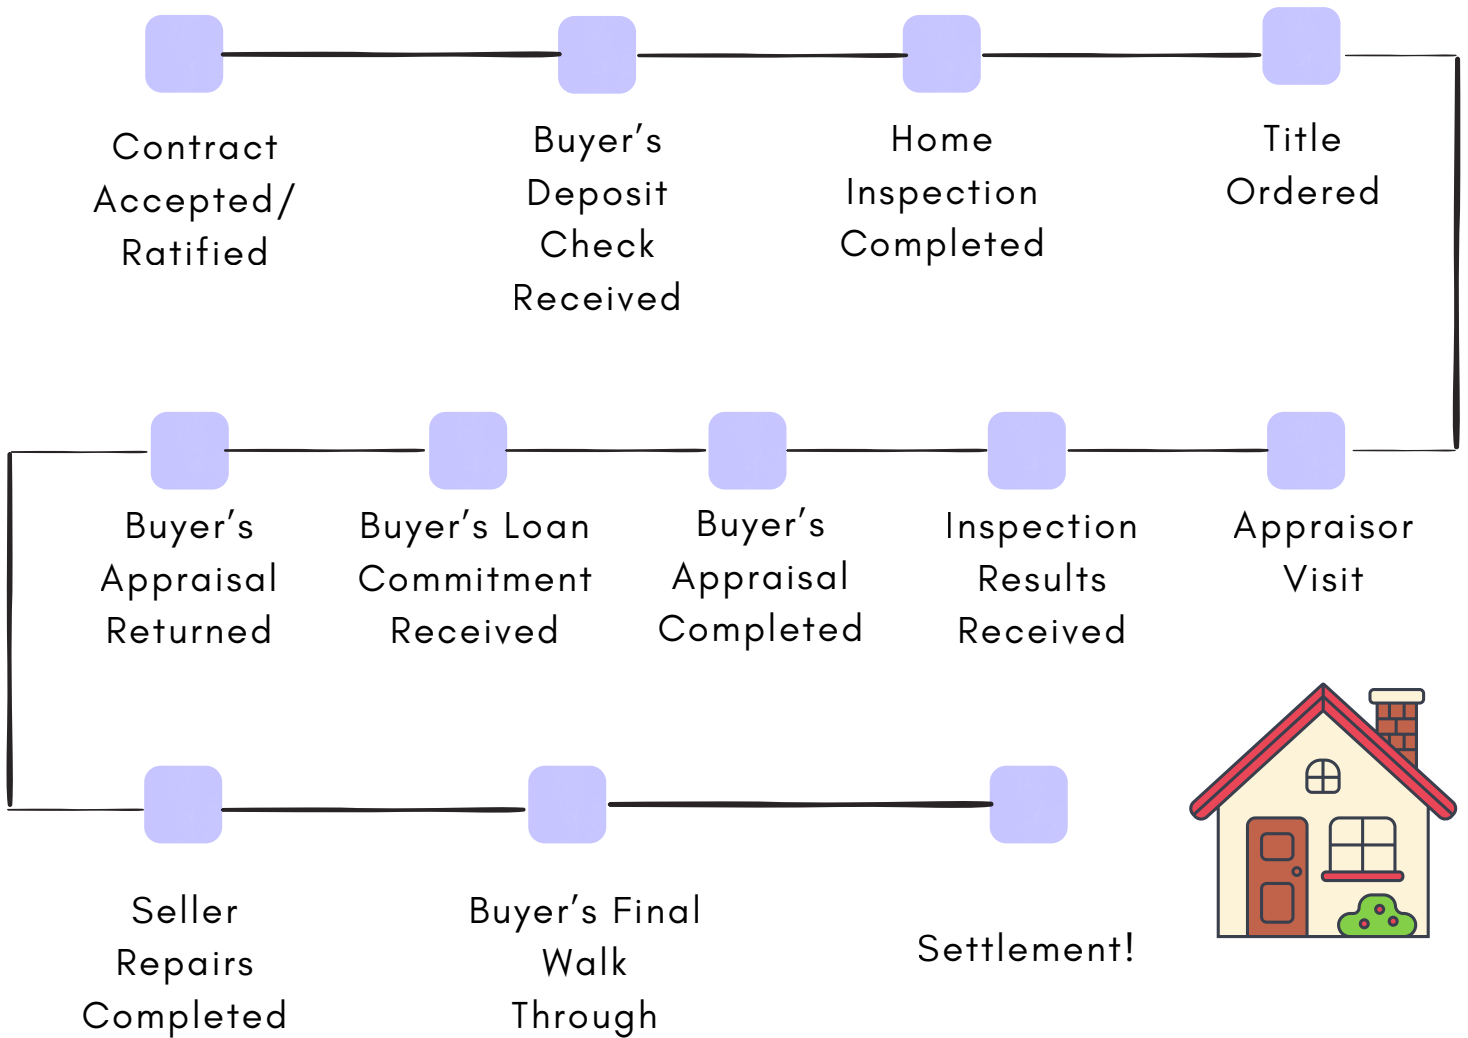 Contract
Accepted/
Ratified
Buyer’s
Deposit
Check
Received
Home
Inspection
Completed
Title
Ordered
Appraisor
Visit
Inspection
Results
Received
Buyer’s
Appraisal
Completed
Buyer’s Loan
Commitment
Received
Buyer’s
Appraisal
Returned
Seller
Repairs
Completed
Buyer’s Final
Walk
Through
Settlement!